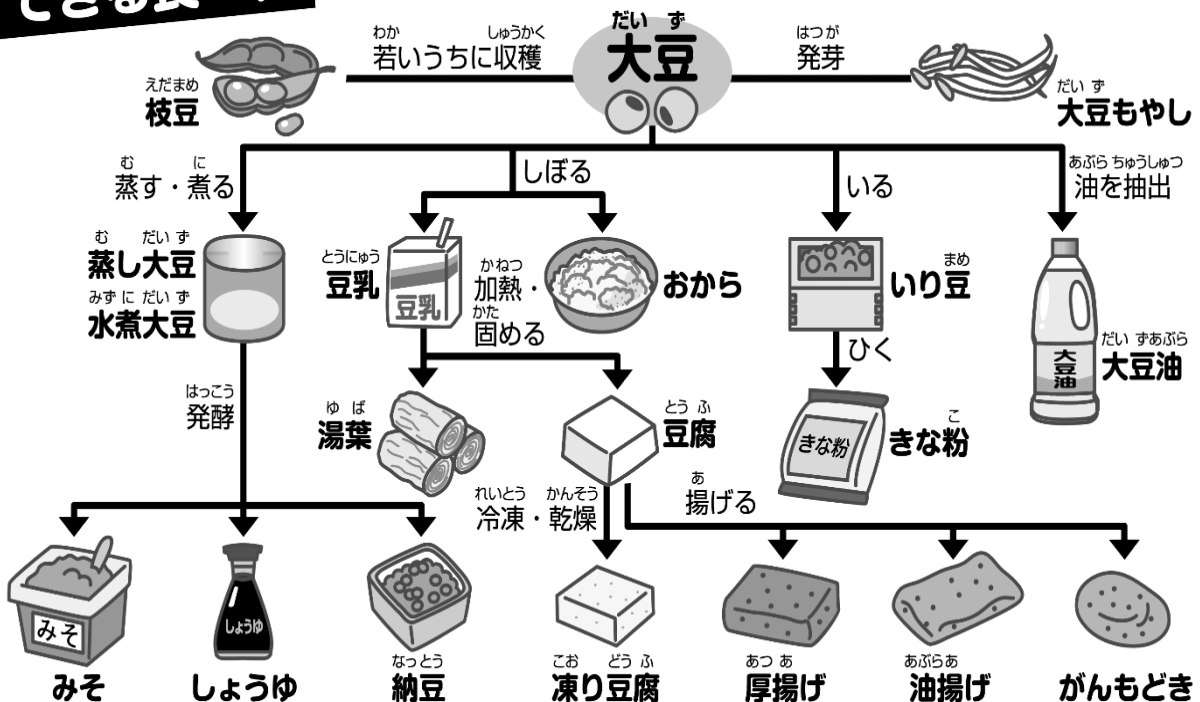 できる食
だいず
大豆
わか しゅうかく
若いうちに収穫
はつが
発芽
えだまめ
枝豆
だいず
大豆もやし
む に
蒸す・煮る
しぼる
いる
あぶら ちゅうしゅつ
油を抽出
む だいず
蒸し大豆
みずにだいず
水煮大豆
とうにゅう
豆乳
豆乳
かねつ
加熱・
かた
固める
おから
まめ
いり豆
ひく
大豆油
だいずあぶら
大豆油
はっこう
発酵
ゆば
湯葉
とうふ
豆腐
きな粉
こ
きな粉
れいとう かんそう
冷凍・乾燥
あ
揚げる
みそ
みそ
しょうゆ
しょうゆ
なっとう
納豆
こお どうふ
凍り豆腐
あつ あ
厚揚げ
あぶらあ
油揚げ
がんもどき